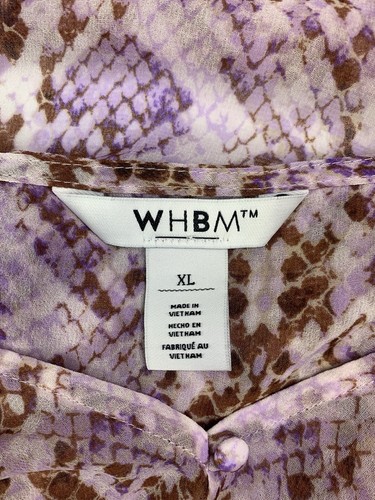 WHBM™
XL
MADE IN
VIETNAM
HECHO EN
VIETNAM
FABRIQUÉ AU
VIETNAM